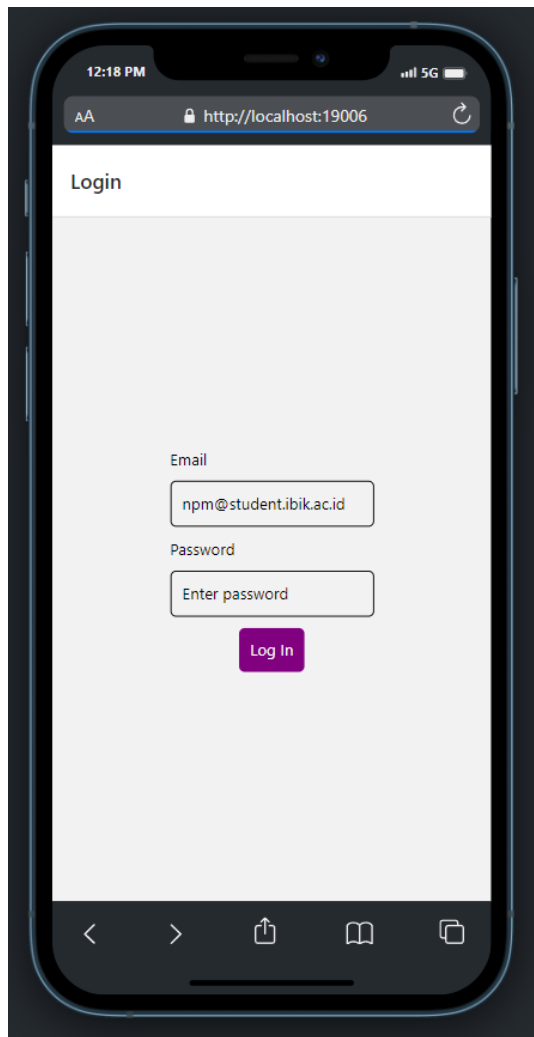 12:18 PM 5G
AA http://localhost:19006
Login
Email
npm@student.ibik.ac.id
Password
Enter password
Log In